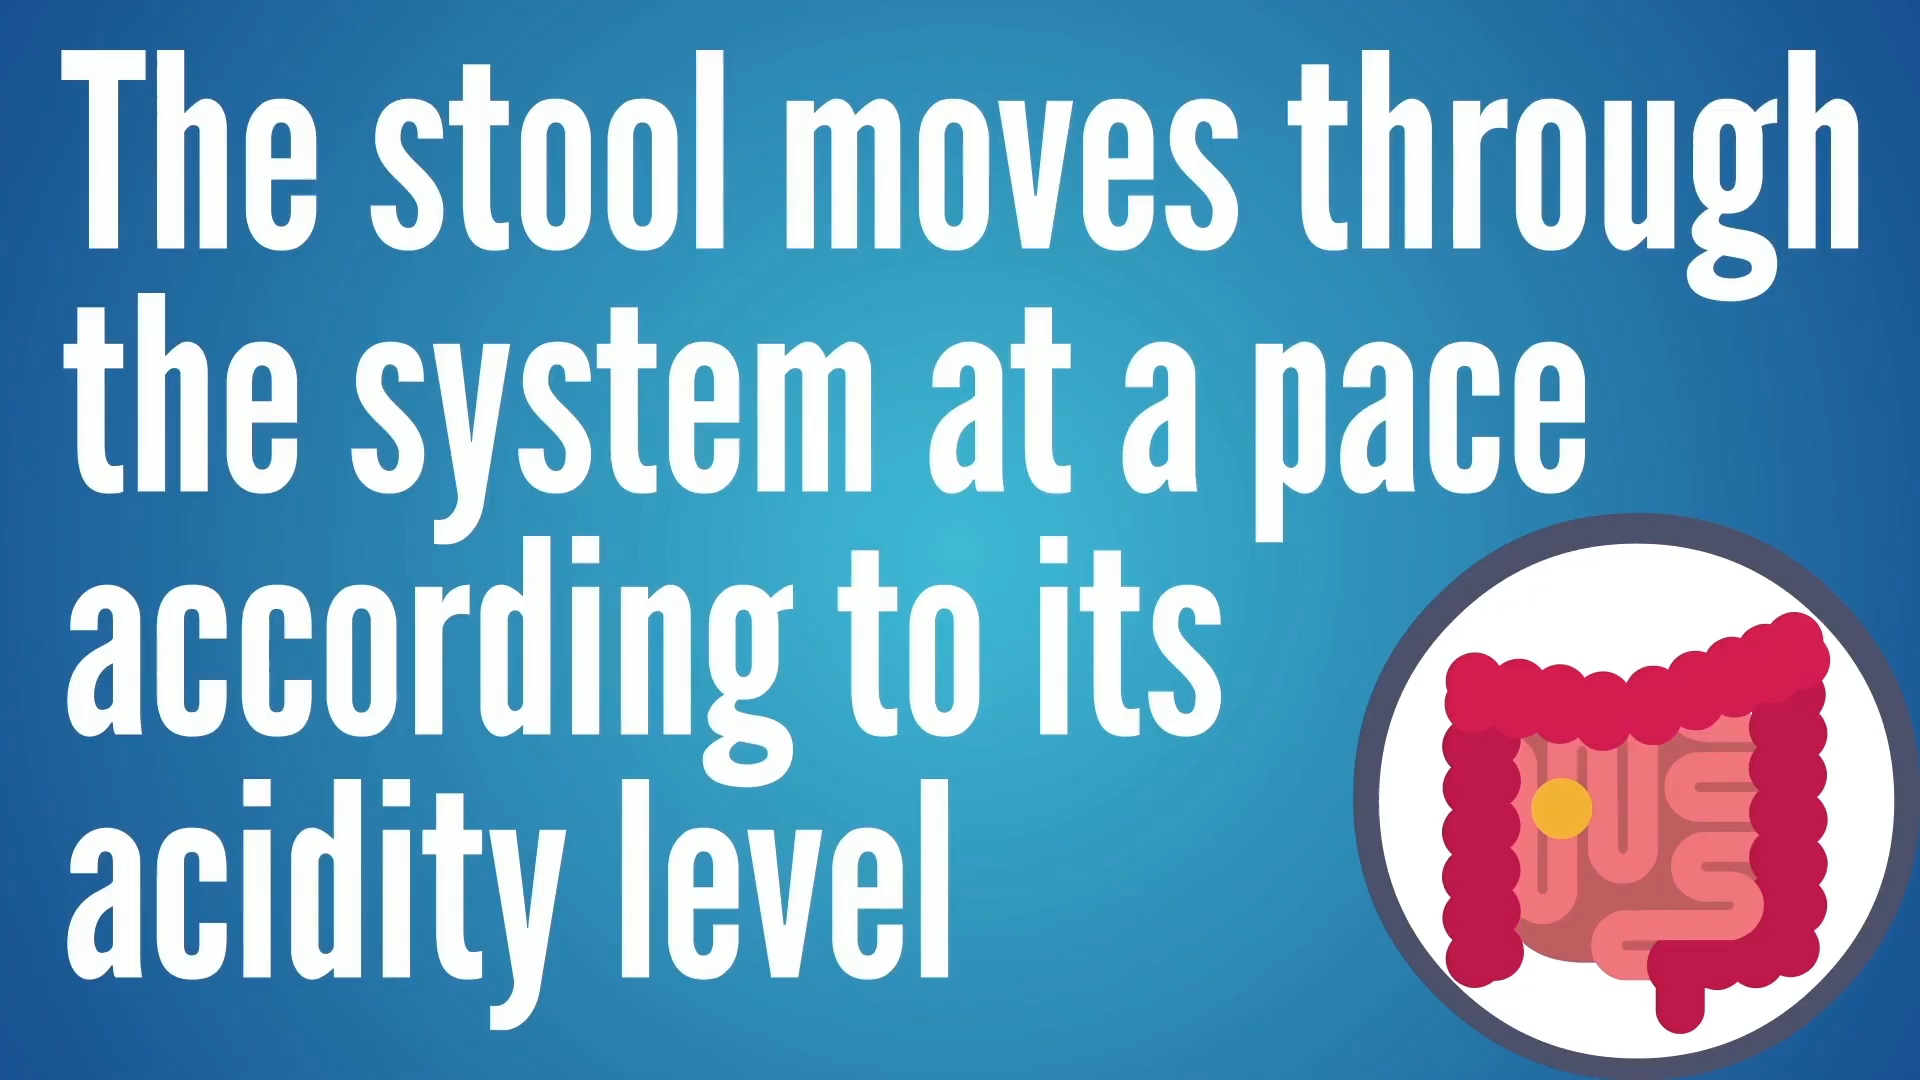 The stool moves through
the system at a pace
according to its
acidity level